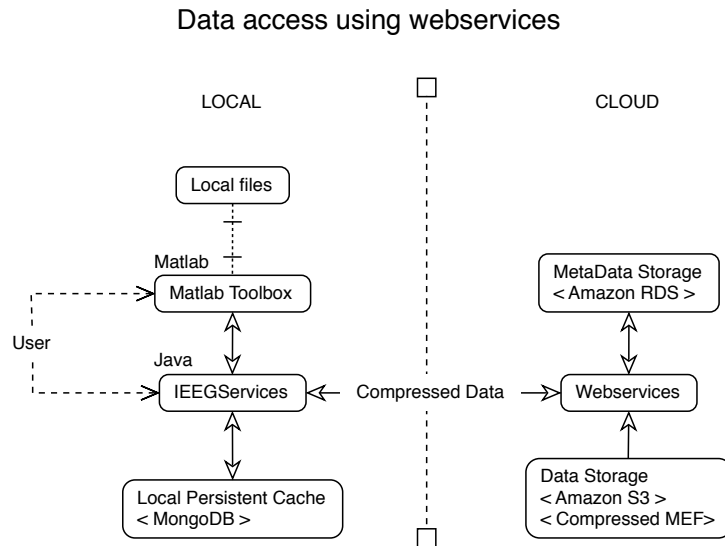 Data access using webservices
LOCAL
CLOUD
Local files
Matlab
Matlab Toolbox
MetaData Storage
< Amazon RDS >
User
Java
IEEGServices
Compressed Data
Webservices
Local Persistent Cache
< MongoDB >
Data Storage
< Amazon S3 >
< Compressed MEF>